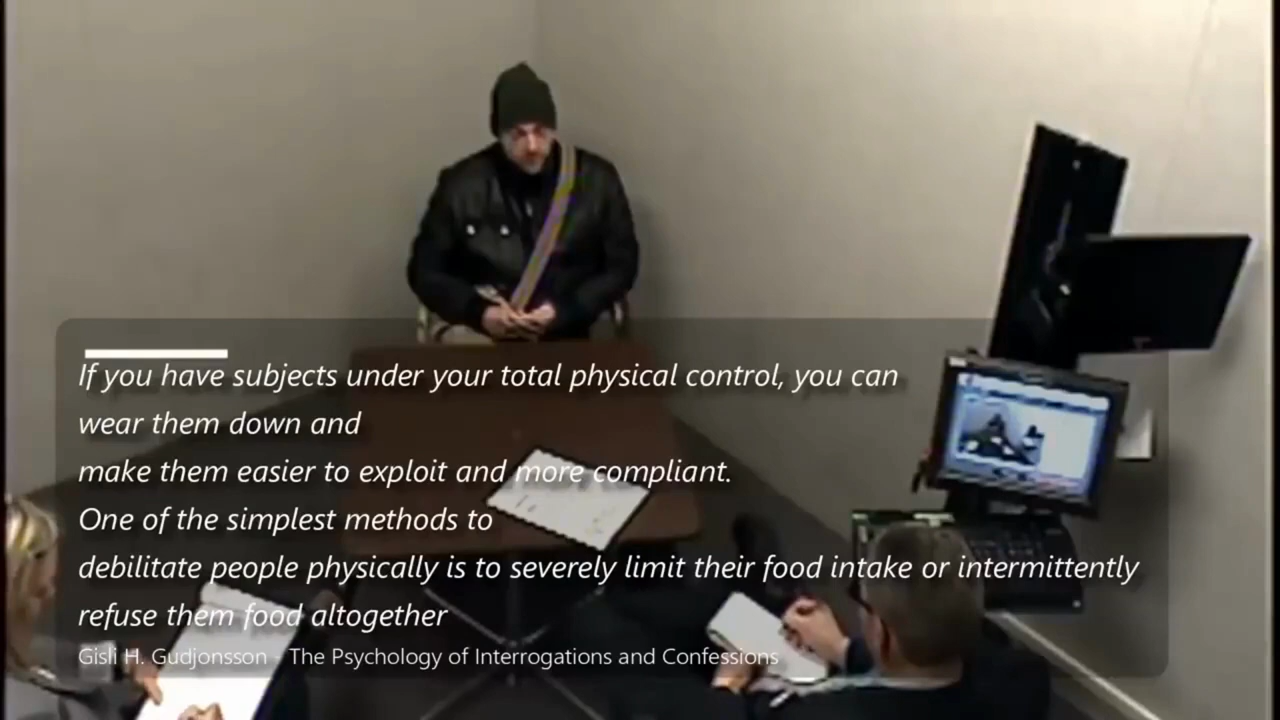 If you have subjects under your total physical control, you can
wear them down and
make them easier to exploit and more compliant.
One of the simplest methods to
debilitate people physically is to severely limit their food intake or intermittently
refuse them food altogether
Gisli H. Gudjonsson - The Psychology of Interrogations and Confessions